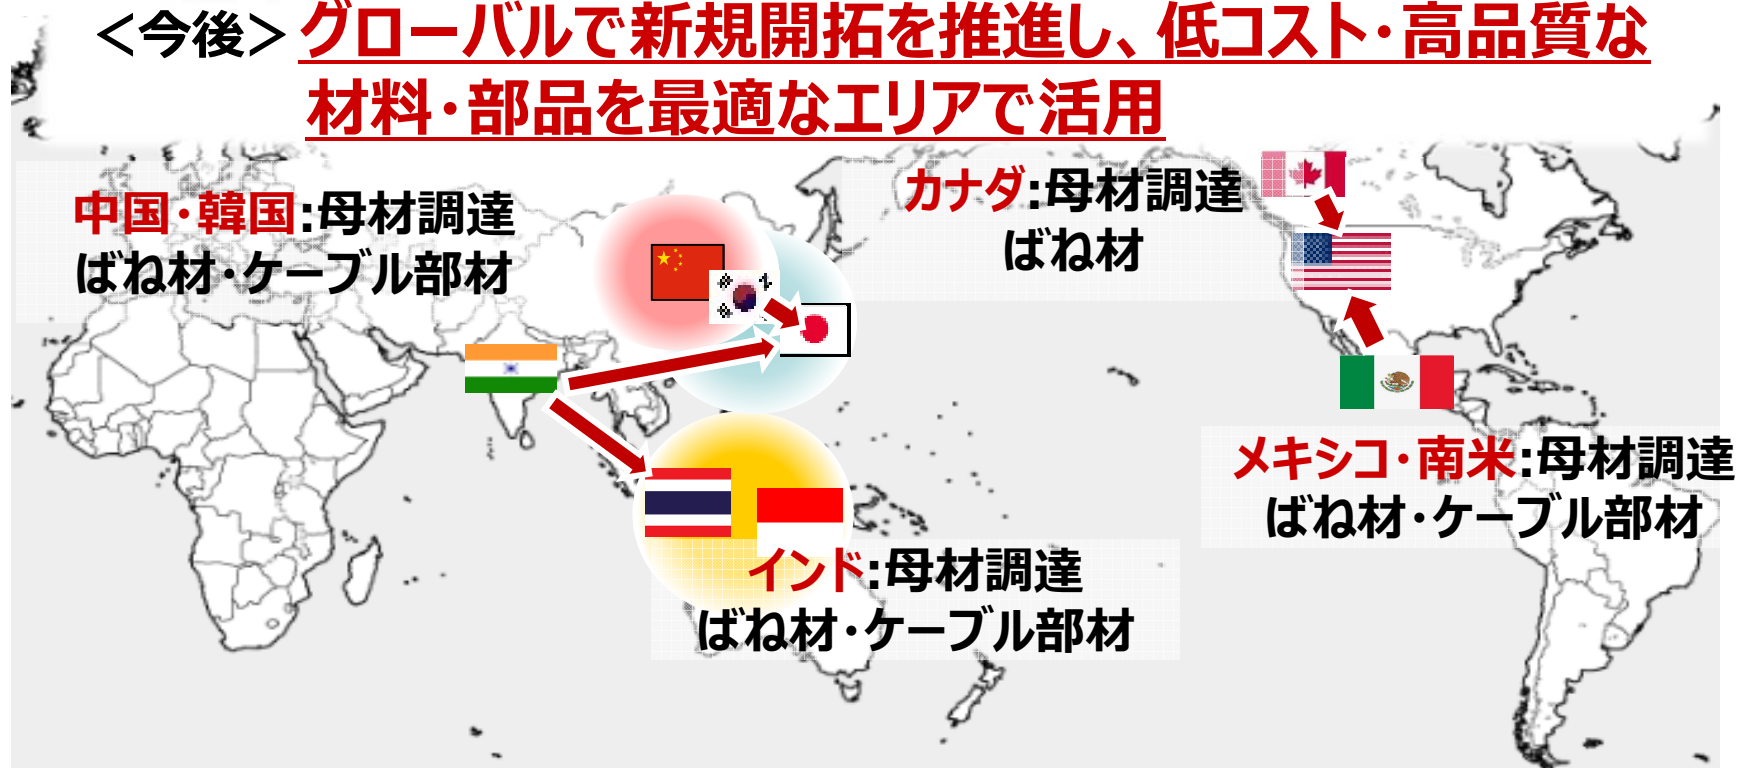 ＜今後＞グローバルで新規開拓を推進し、低コスト・高品質な
材料・部品を最適なエリアで活用
中国・韓国:母材調達
ばね材・ケーブル部材
カナダ:母材調達
ばね材
メキシコ・南米:母材調達
ばね材・ケーブル部材
インド:母材調達
ばね材・ケーブル部材